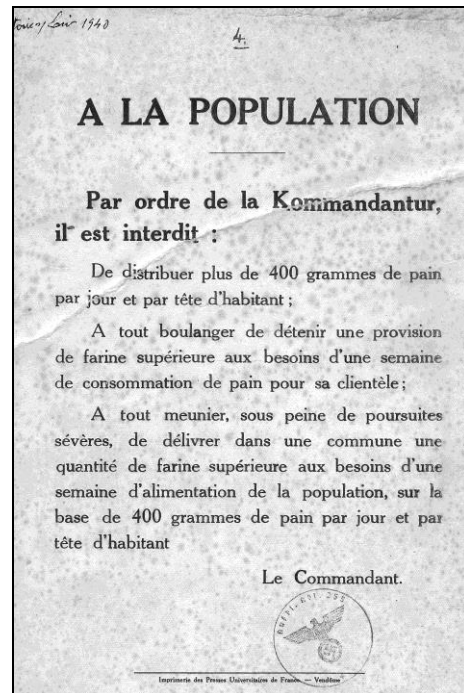 1940
4.
A LA POPULATION
Par ordre de la Kommandantur,
il est interdit :
De distribuer plus de 400 grammes de pain
par jour et par tête d'habitant ;
A tout boulanger de détenir une provision
de farine supérieure aux besoins d'une semaine
de consommation de pain pour sa clientèle ;
A tout meunier, sous peine de poursuites
sévères, de délivrer dans une commune une
quantité de farine supérieure aux besoins d'une
semaine d'alimentation de la population, sur la
base de 400 grammes de pain par jour et par
tête d'habitant
Le Commandant.
Imprimerie des Presses Universitaires de France. — Vendôme